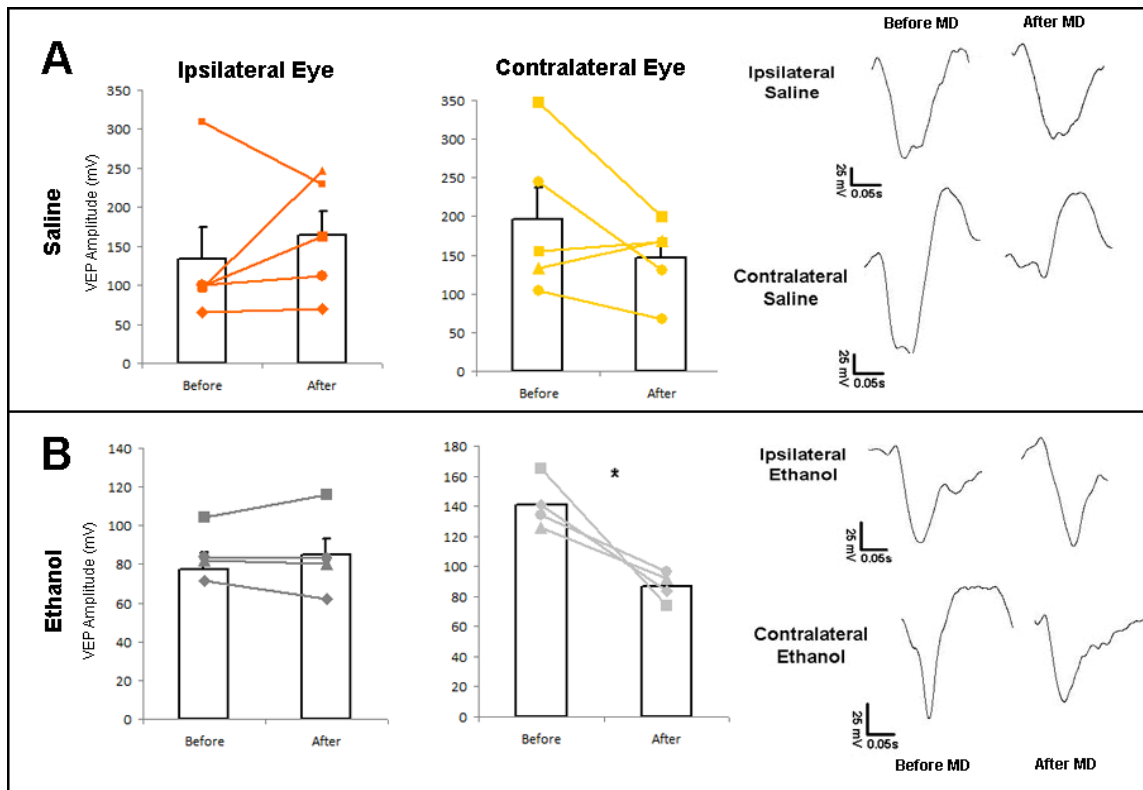 A
Ipsilateral Eye
Contralateral Eye
Before MD
After MD
Saline
VEP Amplitude (mV)
350
300
250
200
150
100
50
0
Before
After
350
300
250
200
150
100
50
0
Before
After
Ipsilateral
Saline
25 mV
0.05s
Contralateral
Saline
25 mV
0.05s
B
Ethanol
VEP Amplitude (mV)
140
120
100
80
60
40
20
0
Before
After
180
160
140
120
100
80
60
40
20
0
*
Before
After
Ipsilateral
Ethanol
25 mV
0.05s
Contralateral
Ethanol
25 mV
0.05s
Before MD
After MD